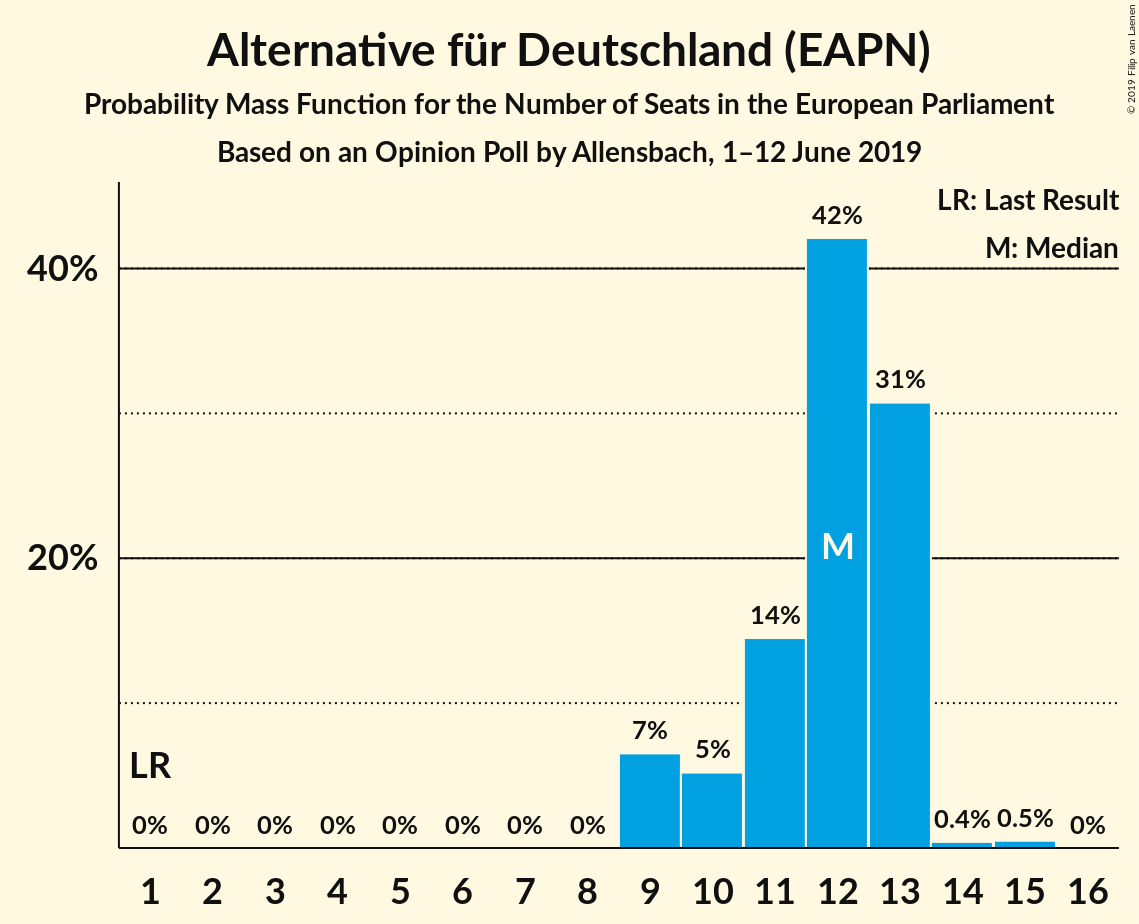 Alternative für Deutschland (EAPN)
Probability Mass Function for the Number of Seats in the European Parliament
Based on an Opinion Poll by Allensbach, 1–12 June 2019
© 2019 Filip van Laenen
LR: Last Result
M: Median
42%
40%
31%
20%
M
14%
7%
5%
LR
0% 0% 0% 0% 0% 0% 0% 0% 0.4% 0.5% 0%
1 2 3 4 5 6 7 8 9 10 11 12 13 14 15 16